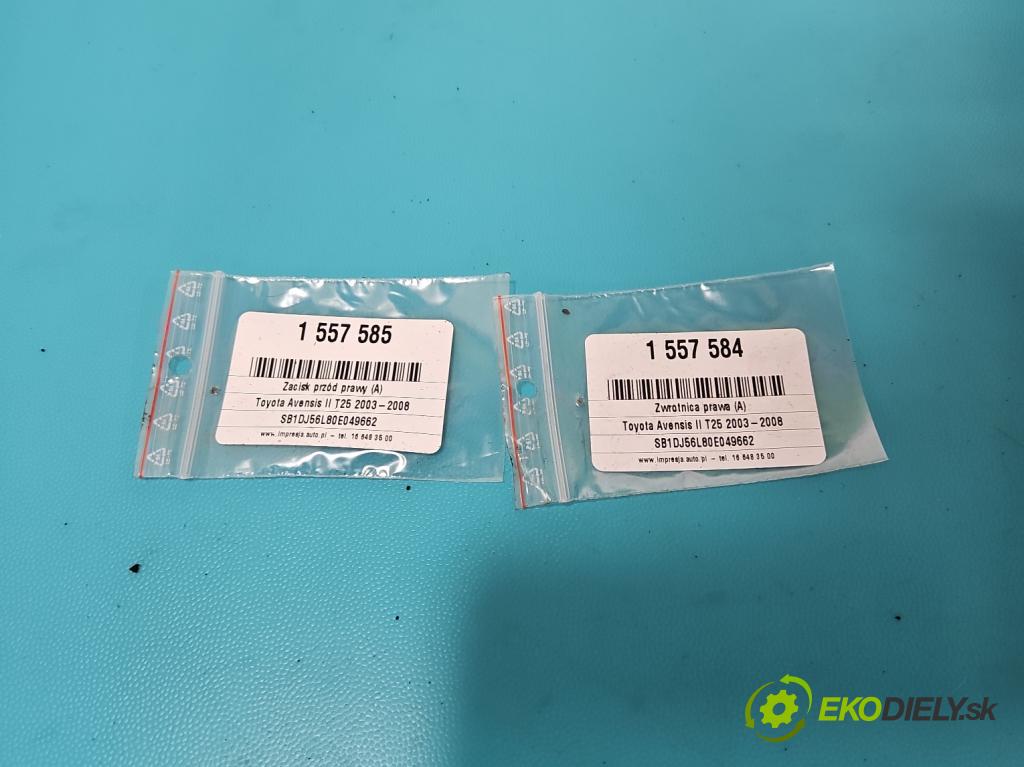 1 557 585
Zacisk przód prawy (A)
Toyota Avensis II T25 2003-2008
SB1DJ56L80E049662
www.impresja.auto.pl - tel. 16 648 35 00
1 557 584
Zwrotnica prawa (A)
Toyota Avensis II T25 2003-2008
SB1DJ56L80E049662
www.impresja.auto.pl - tel. 16 648 35 00
EKODIELY.sk